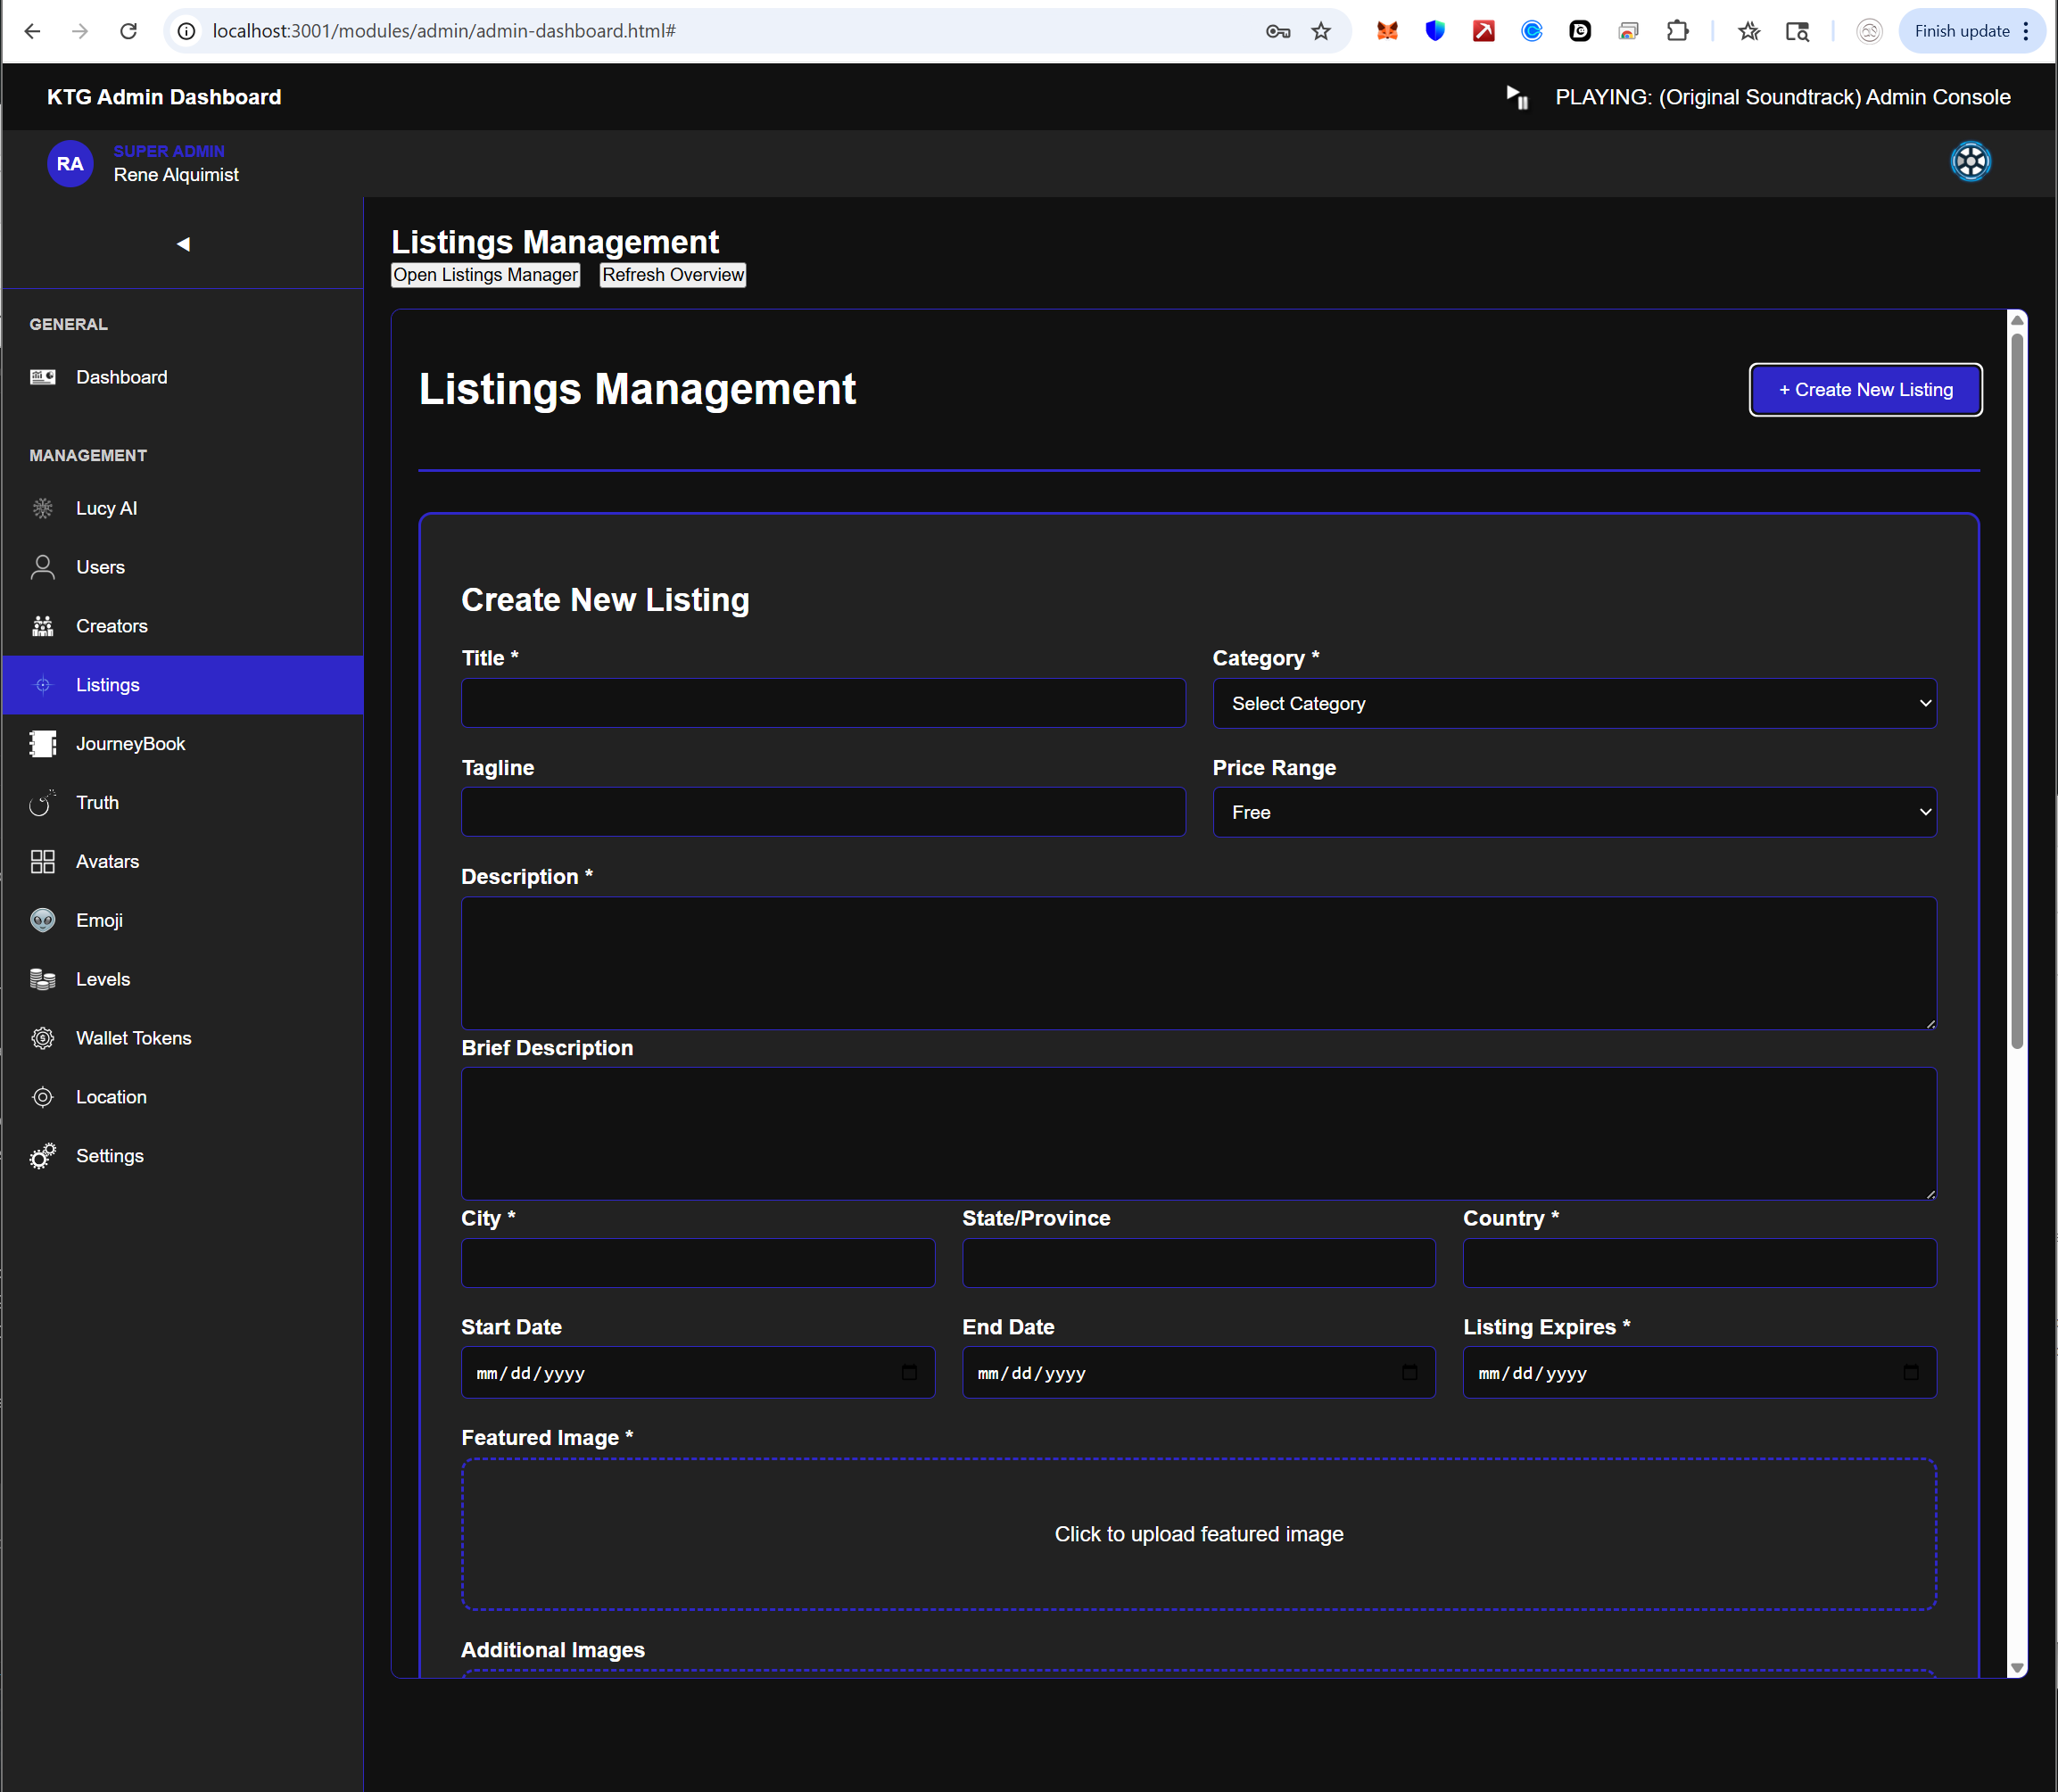 localhost:3001/modules/admin/admin-dashboard.html#
Finish update
KTG Admin Dashboard
PLAYING: (Original Soundtrack) Admin Console
RA
SUPER ADMIN
Rene Alquimist
GENERAL
Dashboard
MANAGEMENT
Lucy AI
Users
Creators
Listings
JourneyBook
Truth
Avatars
Emoji
Levels
Wallet Tokens
Location
Settings
Listings Management
Open Listings Manager
Refresh Overview
Listings Management
+ Create New Listing
Create New Listing
Title *
Category *
Select Category
Tagline
Price Range
Free
Description *
Brief Description
City *
State/Province
Country *
Start Date
End Date
Listing Expires *
mm/dd/yyyy
mm/dd/yyyy
mm/dd/yyyy
Featured Image *
Click to upload featured image
Additional Images